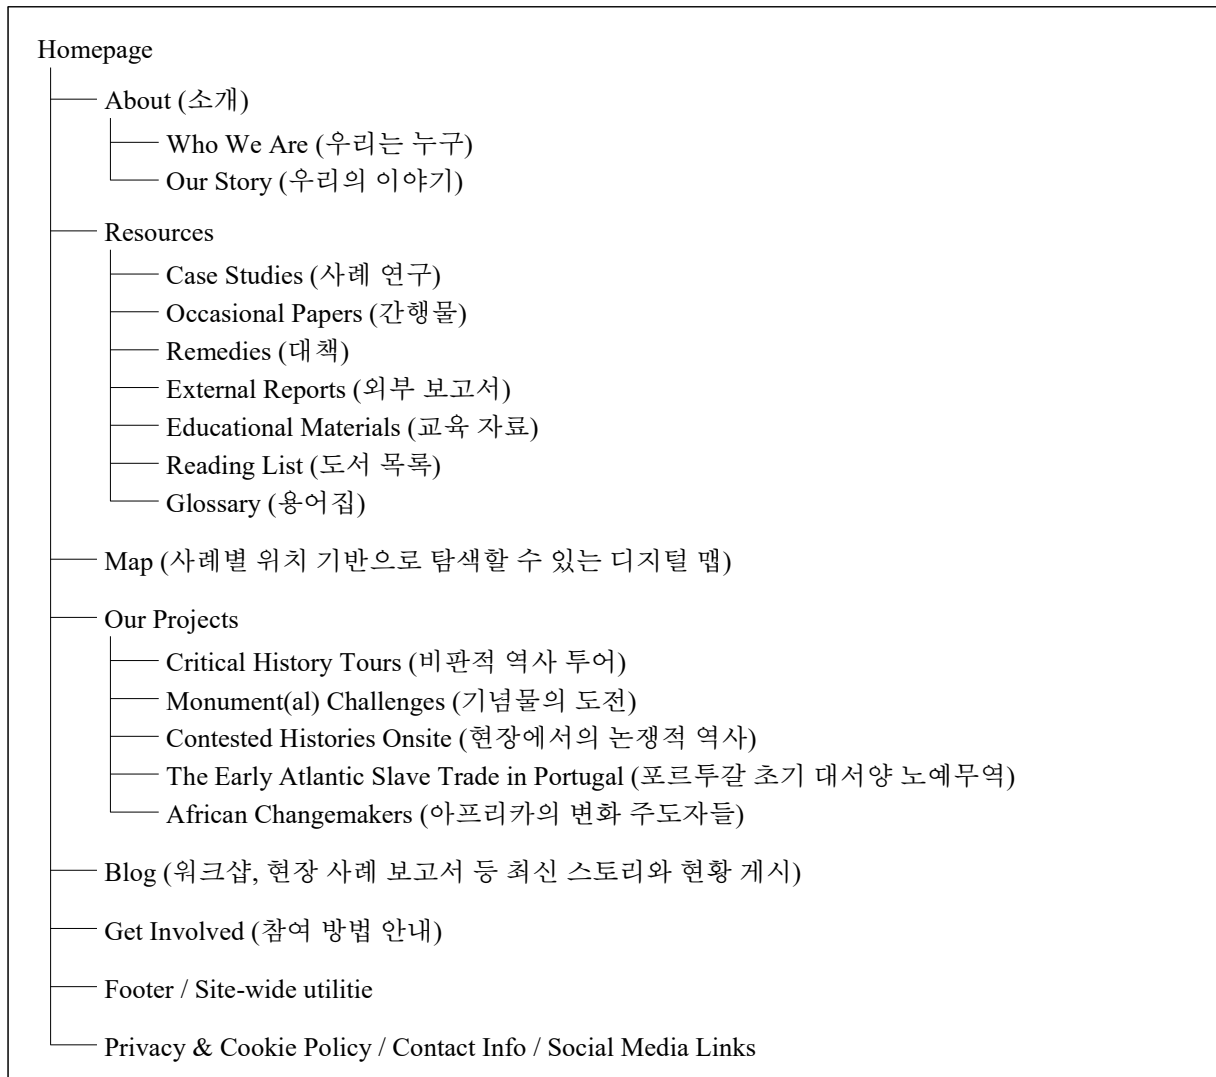 Homepage
About (소개)
Who We Are (우리는 누구)
Our Story (우리의 이야기)
Resources
Case Studies (사례 연구)
Occasional Papers (간행물)
Remedies (대책)
External Reports (외부 보고서)
Educational Materials (교육 자료)
Reading List (도서 목록)
Glossary (용어집)
Map (사례별 위치 기반으로 탐색할 수 있는 디지털 맵)
Our Projects
Critical History Tours (비판적 역사 투어)
Monument(al) Challenges (기념물의 도전)
Contested Histories Onsite (현장에서의 논쟁적 역사)
The Early Atlantic Slave Trade in Portugal (포르투갈 초기 대서양 노예무역)
African Changemakers (아프리카의 변화 주도자들)
Blog (워크샵, 현장 사례 보고서 등 최신 스토리와 현황 게시)
Get Involved (참여 방법 안내)
Footer / Site-wide utilitie
Privacy & Cookie Policy / Contact Info / Social Media Links